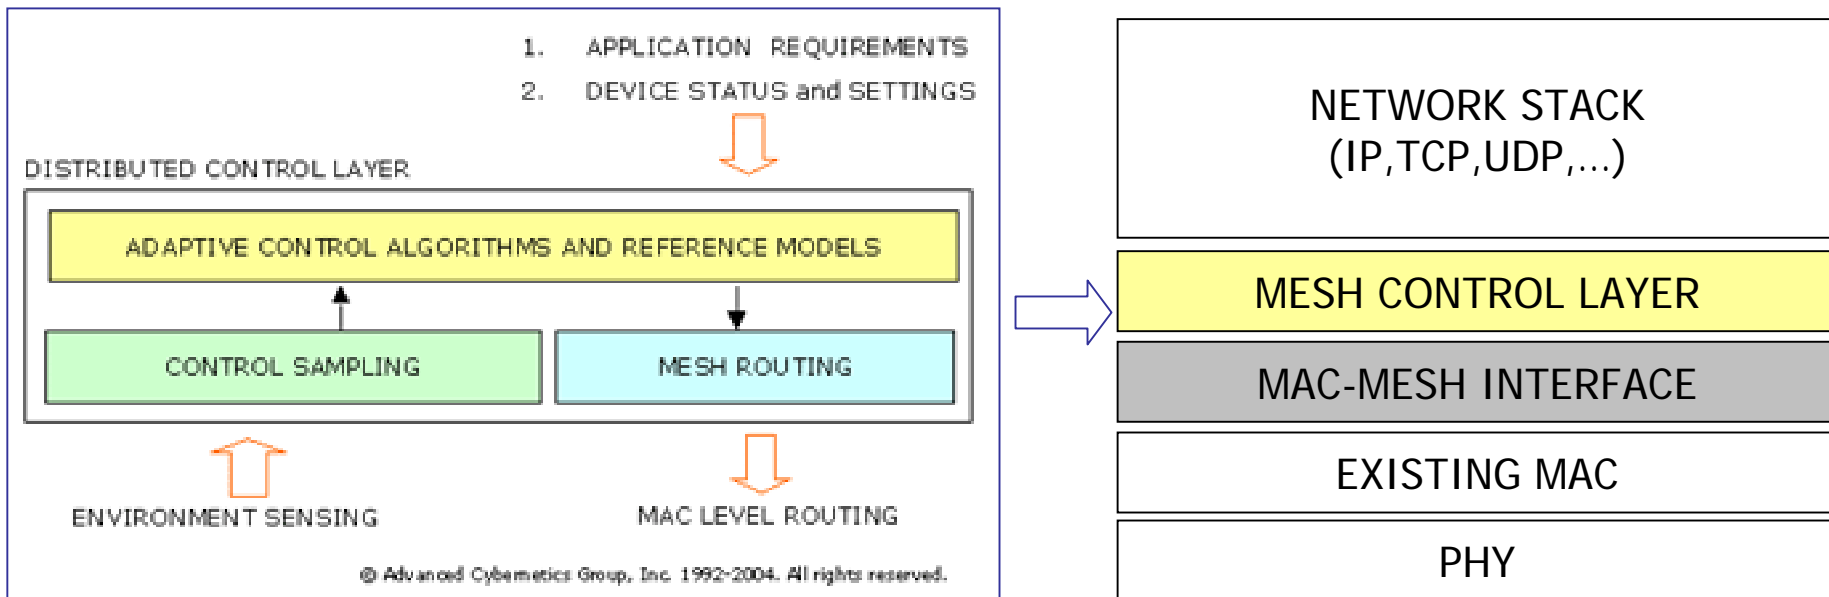 1. APPLICATION REQUIREMENTS
2. DEVICE STATUS and SETTINGS
DISTRIBUTED CONTROL LAYER
ADAPTIVE CONTROL ALGORITHMS AND REFERENCE MODELS
CONTROL SAMPLING
MESH ROUTING
ENVIRONMENT SENSING
MAC LEVEL ROUTING
© Advanced Cybernetics Group, Inc. 1992-2004. All rights reserved.
NETWORK STACK
(IP,TCP,UDP,...)
MESH CONTROL LAYER
MAC-MESH INTERFACE
EXISTING MAC
PHY